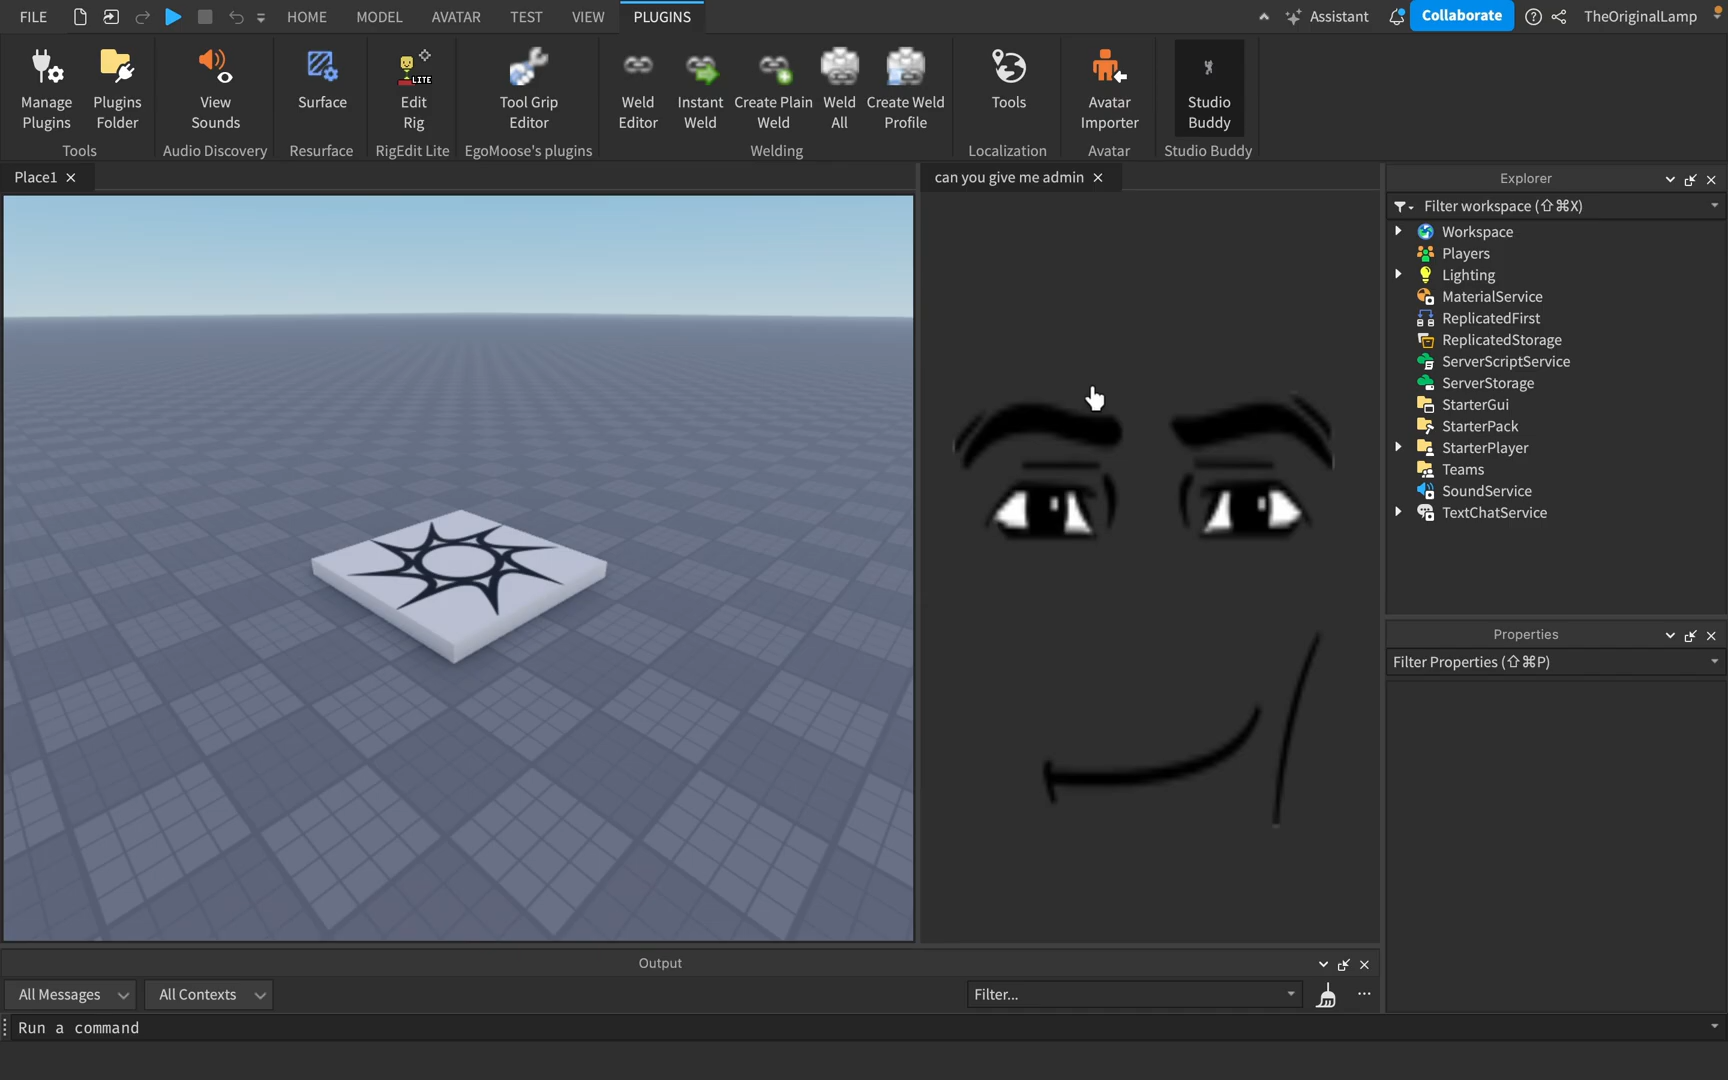 FILE HOME MODEL AVATAR TEST VIEW PLUGINS Assistant Collaborate TheOriginalLamp
Manage Plugins
Plugins Folder
Tools
View Sounds
Audio Discovery
Surface
Resurface
LITE
Edit Rig
RigEdit Lite
Tool Grip Editor
EgoMoose's plugins
Weld Editor
Instant Weld
Create Plain Weld
Weld All
Create Weld Profile
Welding
Tools
Localization
Avatar Importer
Avatar
Studio Buddy
Studio Buddy
Place1
can you give me admin
Explorer
Filter workspace (⇧⌘X)
Workspace
Players
Lighting
MaterialService
ReplicatedFirst
ReplicatedStorage
ServerScriptService
ServerStorage
StarterGui
StarterPack
StarterPlayer
Teams
SoundService
TextChatService
Properties
Filter Properties (⇧⌘P)
Output
All Messages All Contexts Filter...
Run a command